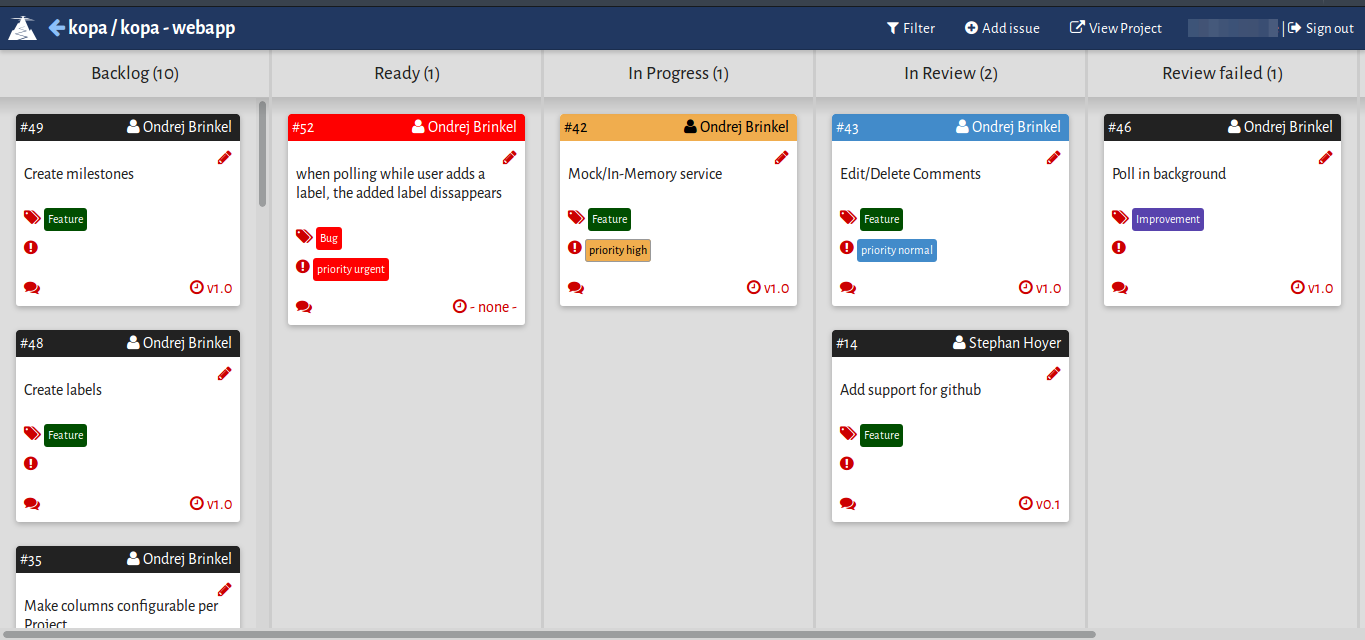 kopa / kopa - webapp
Filter
Add issue
View Project
| Sign out
Backlog (10)
Ready (1)
In Progress (1)
In Review (2)
Review failed (1)
#49 Ondrej Brinkel
Create milestones
Feature
v1.0
#48 Ondrej Brinkel
Create labels
Feature
v1.0
#35 Ondrej Brinkel
Make columns configurable per
Project
#52 Ondrej Brinkel
when polling while user adds a
label, the added label dissappears
Bug
priority urgent
- none -
#42 Ondrej Brinkel
Mock/In-Memory service
Feature
priority high
v1.0
#43 Ondrej Brinkel
Edit/Delete Comments
Feature
priority normal
v1.0
#14 Stephan Hoyer
Add support for github
Feature
v0.1
#46 Ondrej Brinkel
Poll in background
Improvement
v1.0